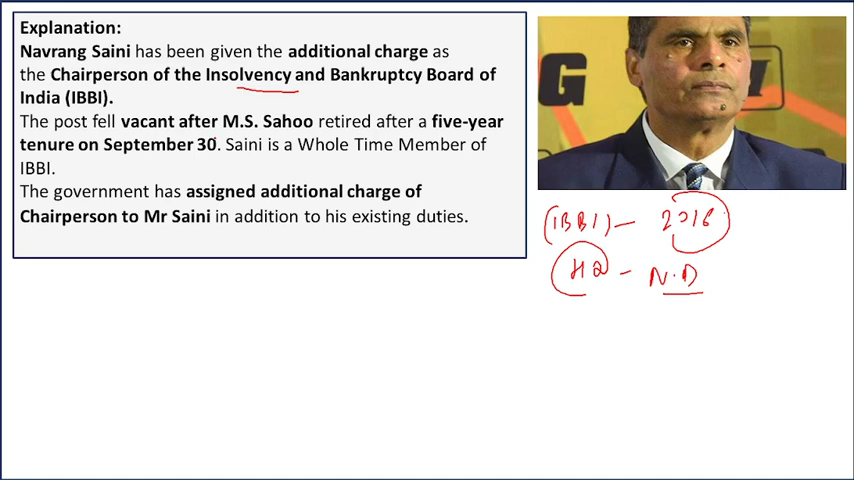 Explanation:
Navrang Saini has been given the additional charge as
the Chairperson of the Insolvency and Bankruptcy Board of
India (IBBI).
The post fell vacant after M.S. Sahoo retired after a five-year
tenure on September 30. Saini is a Whole Time Member of
IBBI.
The government has assigned additional charge of
Chairperson to Mr Saini in addition to his existing duties.
G
(IBBI) - 2016
HQ - N.D